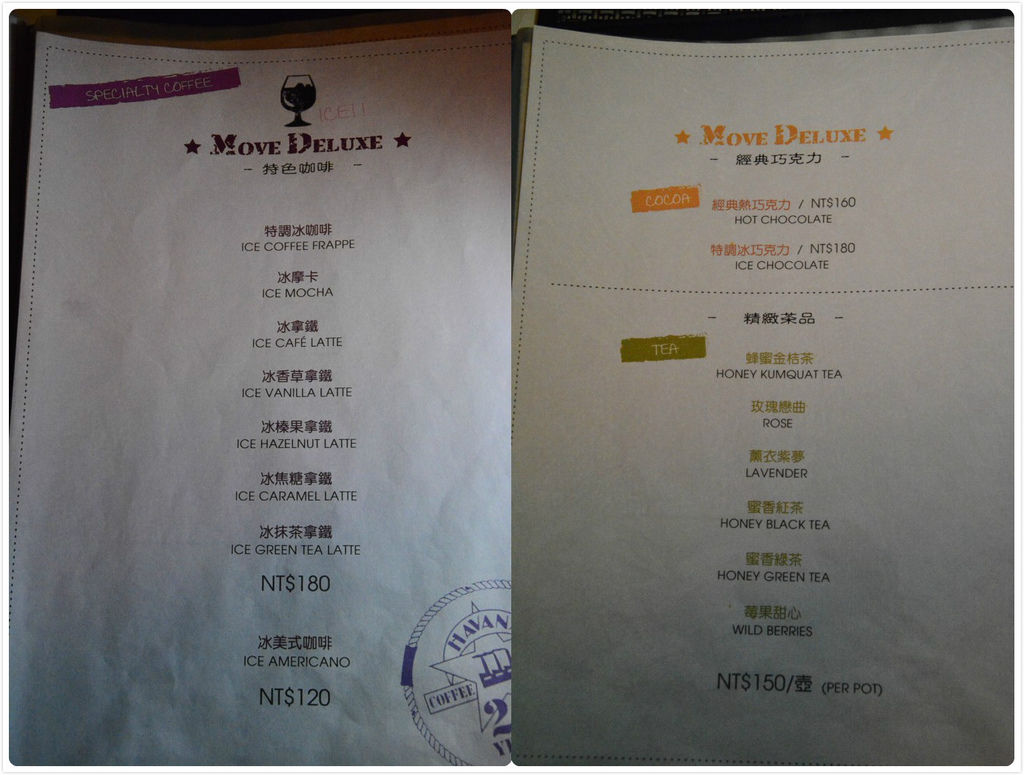 SPECIALTY COFFEE
ICE!!
★ MOVE DELUXE ★
- 特色咖啡 -
特調冰咖啡
ICE COFFEE FRAPPE
冰摩卡
ICE MOCHA
冰拿鐵
ICE CAFÉ LATTE
冰香草拿鐵
ICE VANILLA LATTE
冰榛果拿鐵
ICE HAZELNUT LATTE
冰焦糖拿鐵
ICE CARAMEL LATTE
冰抹茶拿鐵
ICE GREEN TEA LATTE
NT$180
冰美式咖啡
ICE AMERICANO
NT$120
HAVAN
COFFEE
★ MOVE DELUXE ★
- 經典巧克力 -
COCOA
經典熱巧克力 / NT$160
HOT CHOCOLATE
特調冰巧克力 / NT$180
ICE CHOCOLATE
- 精緻茶品 -
TEA
蜂蜜金桔茶
HONEY KUMQUAT TEA
玫瑰戀曲
ROSE
薰衣紫夢
LAVENDER
蜜香紅茶
HONEY BLACK TEA
蜜香綠茶
HONEY GREEN TEA
莓果甜心
WILD BERRIES
NT$150/壺 (PER POT)